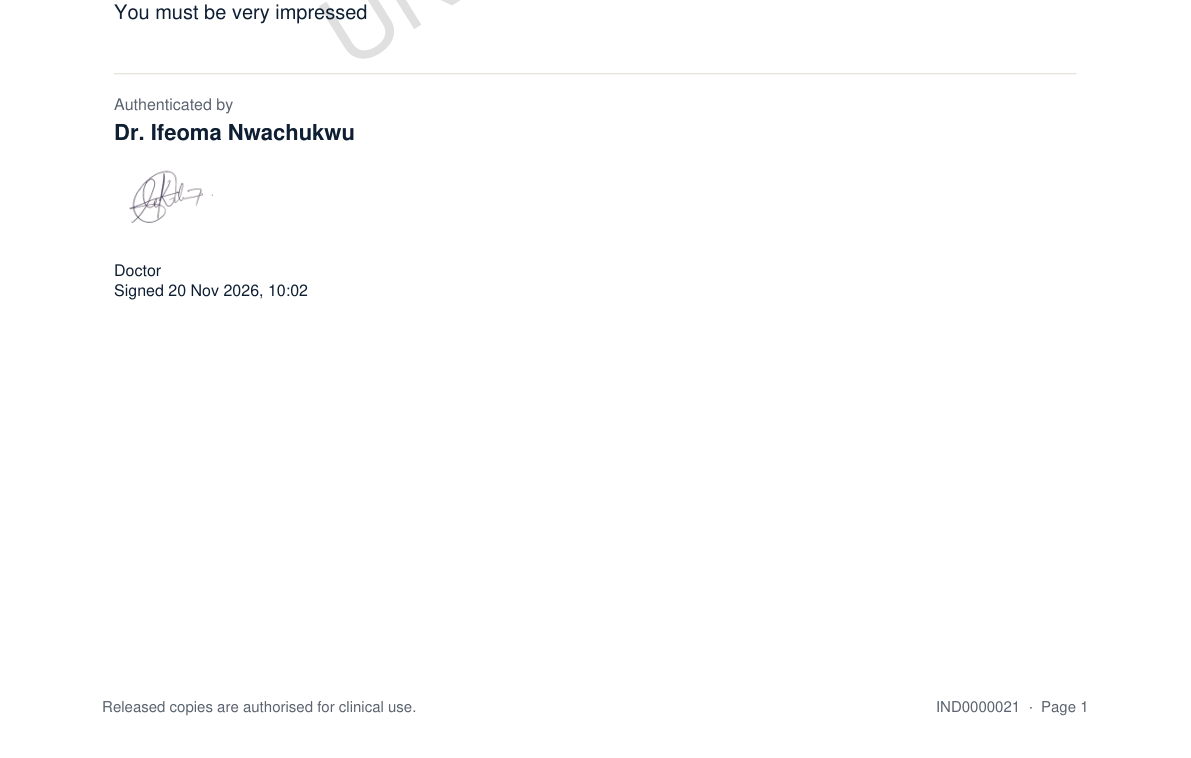 You must be very impressed
Authenticated by
Dr. Ifeoma Nwachukwu
Doctor
Signed 20 Nov 2026, 10:02
Released copies are authorised for clinical use.
IND0000021 · Page 1